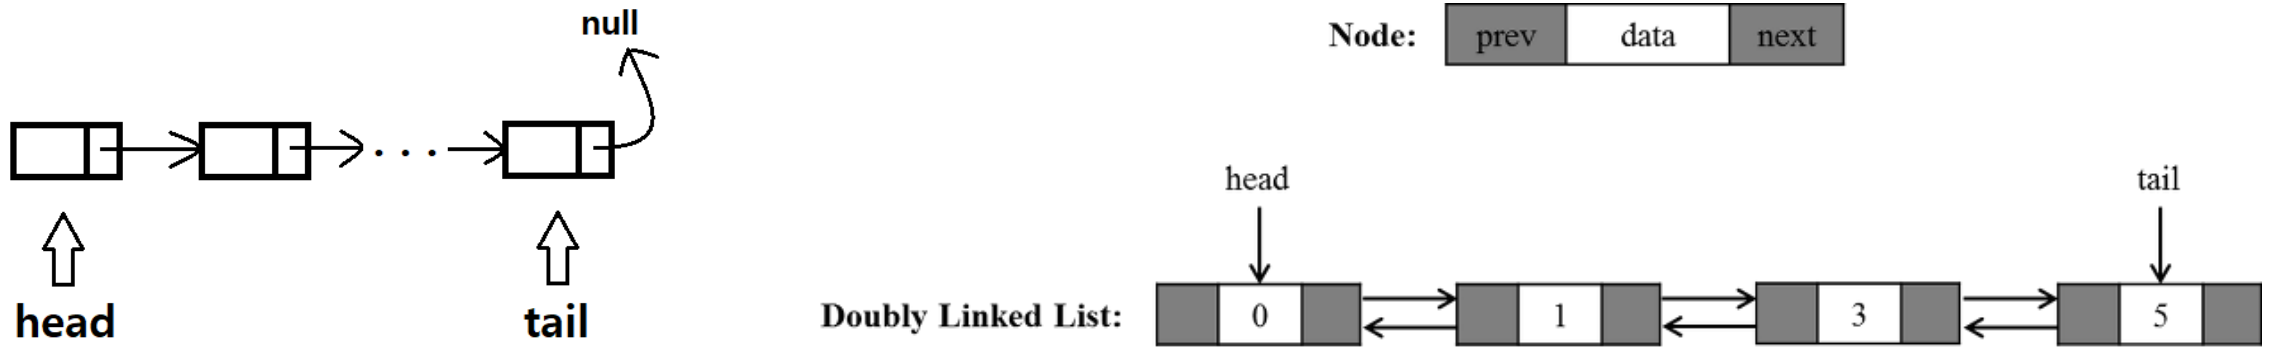 null
head
tail
Node: prev data next
head tail
Doubly Linked List: 0 1 3 5